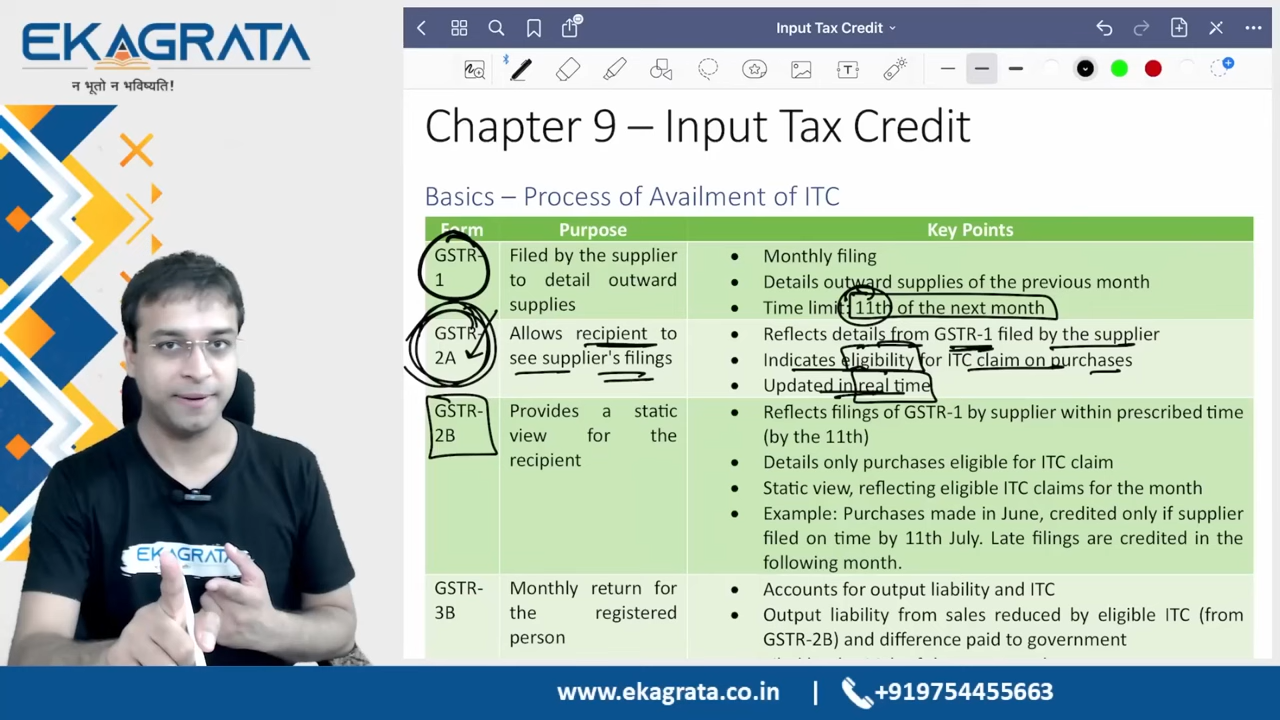 EKAGRATA
न भूतो न भविष्यति!
Input Tax Credit
Chapter 9 – Input Tax Credit
Basics – Process of Availment of ITC
Form Purpose Key Points
GSTR-1
Filed by the supplier to detail outward supplies
• Monthly filing
• Details outward supplies of the previous month
• Time limit: 11th of the next month
GSTR-2A
Allows recipient to see supplier's filings
• Reflects details from GSTR-1 filed by the supplier
• Indicates eligibility for ITC claim on purchases
• Updated in real time
GSTR-2B
Provides a static view for the recipient
• Reflects filings of GSTR-1 by supplier within prescribed time
(by the 11th)
• Details only purchases eligible for ITC claim
• Static view, reflecting eligible ITC claims for the month
• Example: Purchases made in June, credited only if supplier
filed on time by 11th July. Late filings are credited in the
following month.
GSTR-3B
Monthly return for the registered person
• Accounts for output liability and ITC
• Output liability from sales reduced by eligible ITC (from
GSTR-2B) and difference paid to government
EKAGRATA
www.ekagrata.co.in | +919754455663